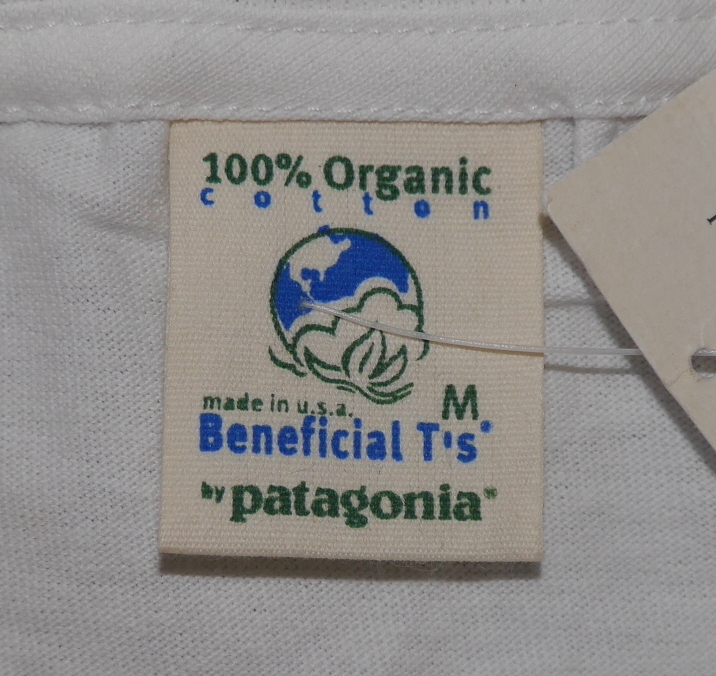 100% Organic
cotton
made in u.s.a. M
Beneficial T's
by patagonia®